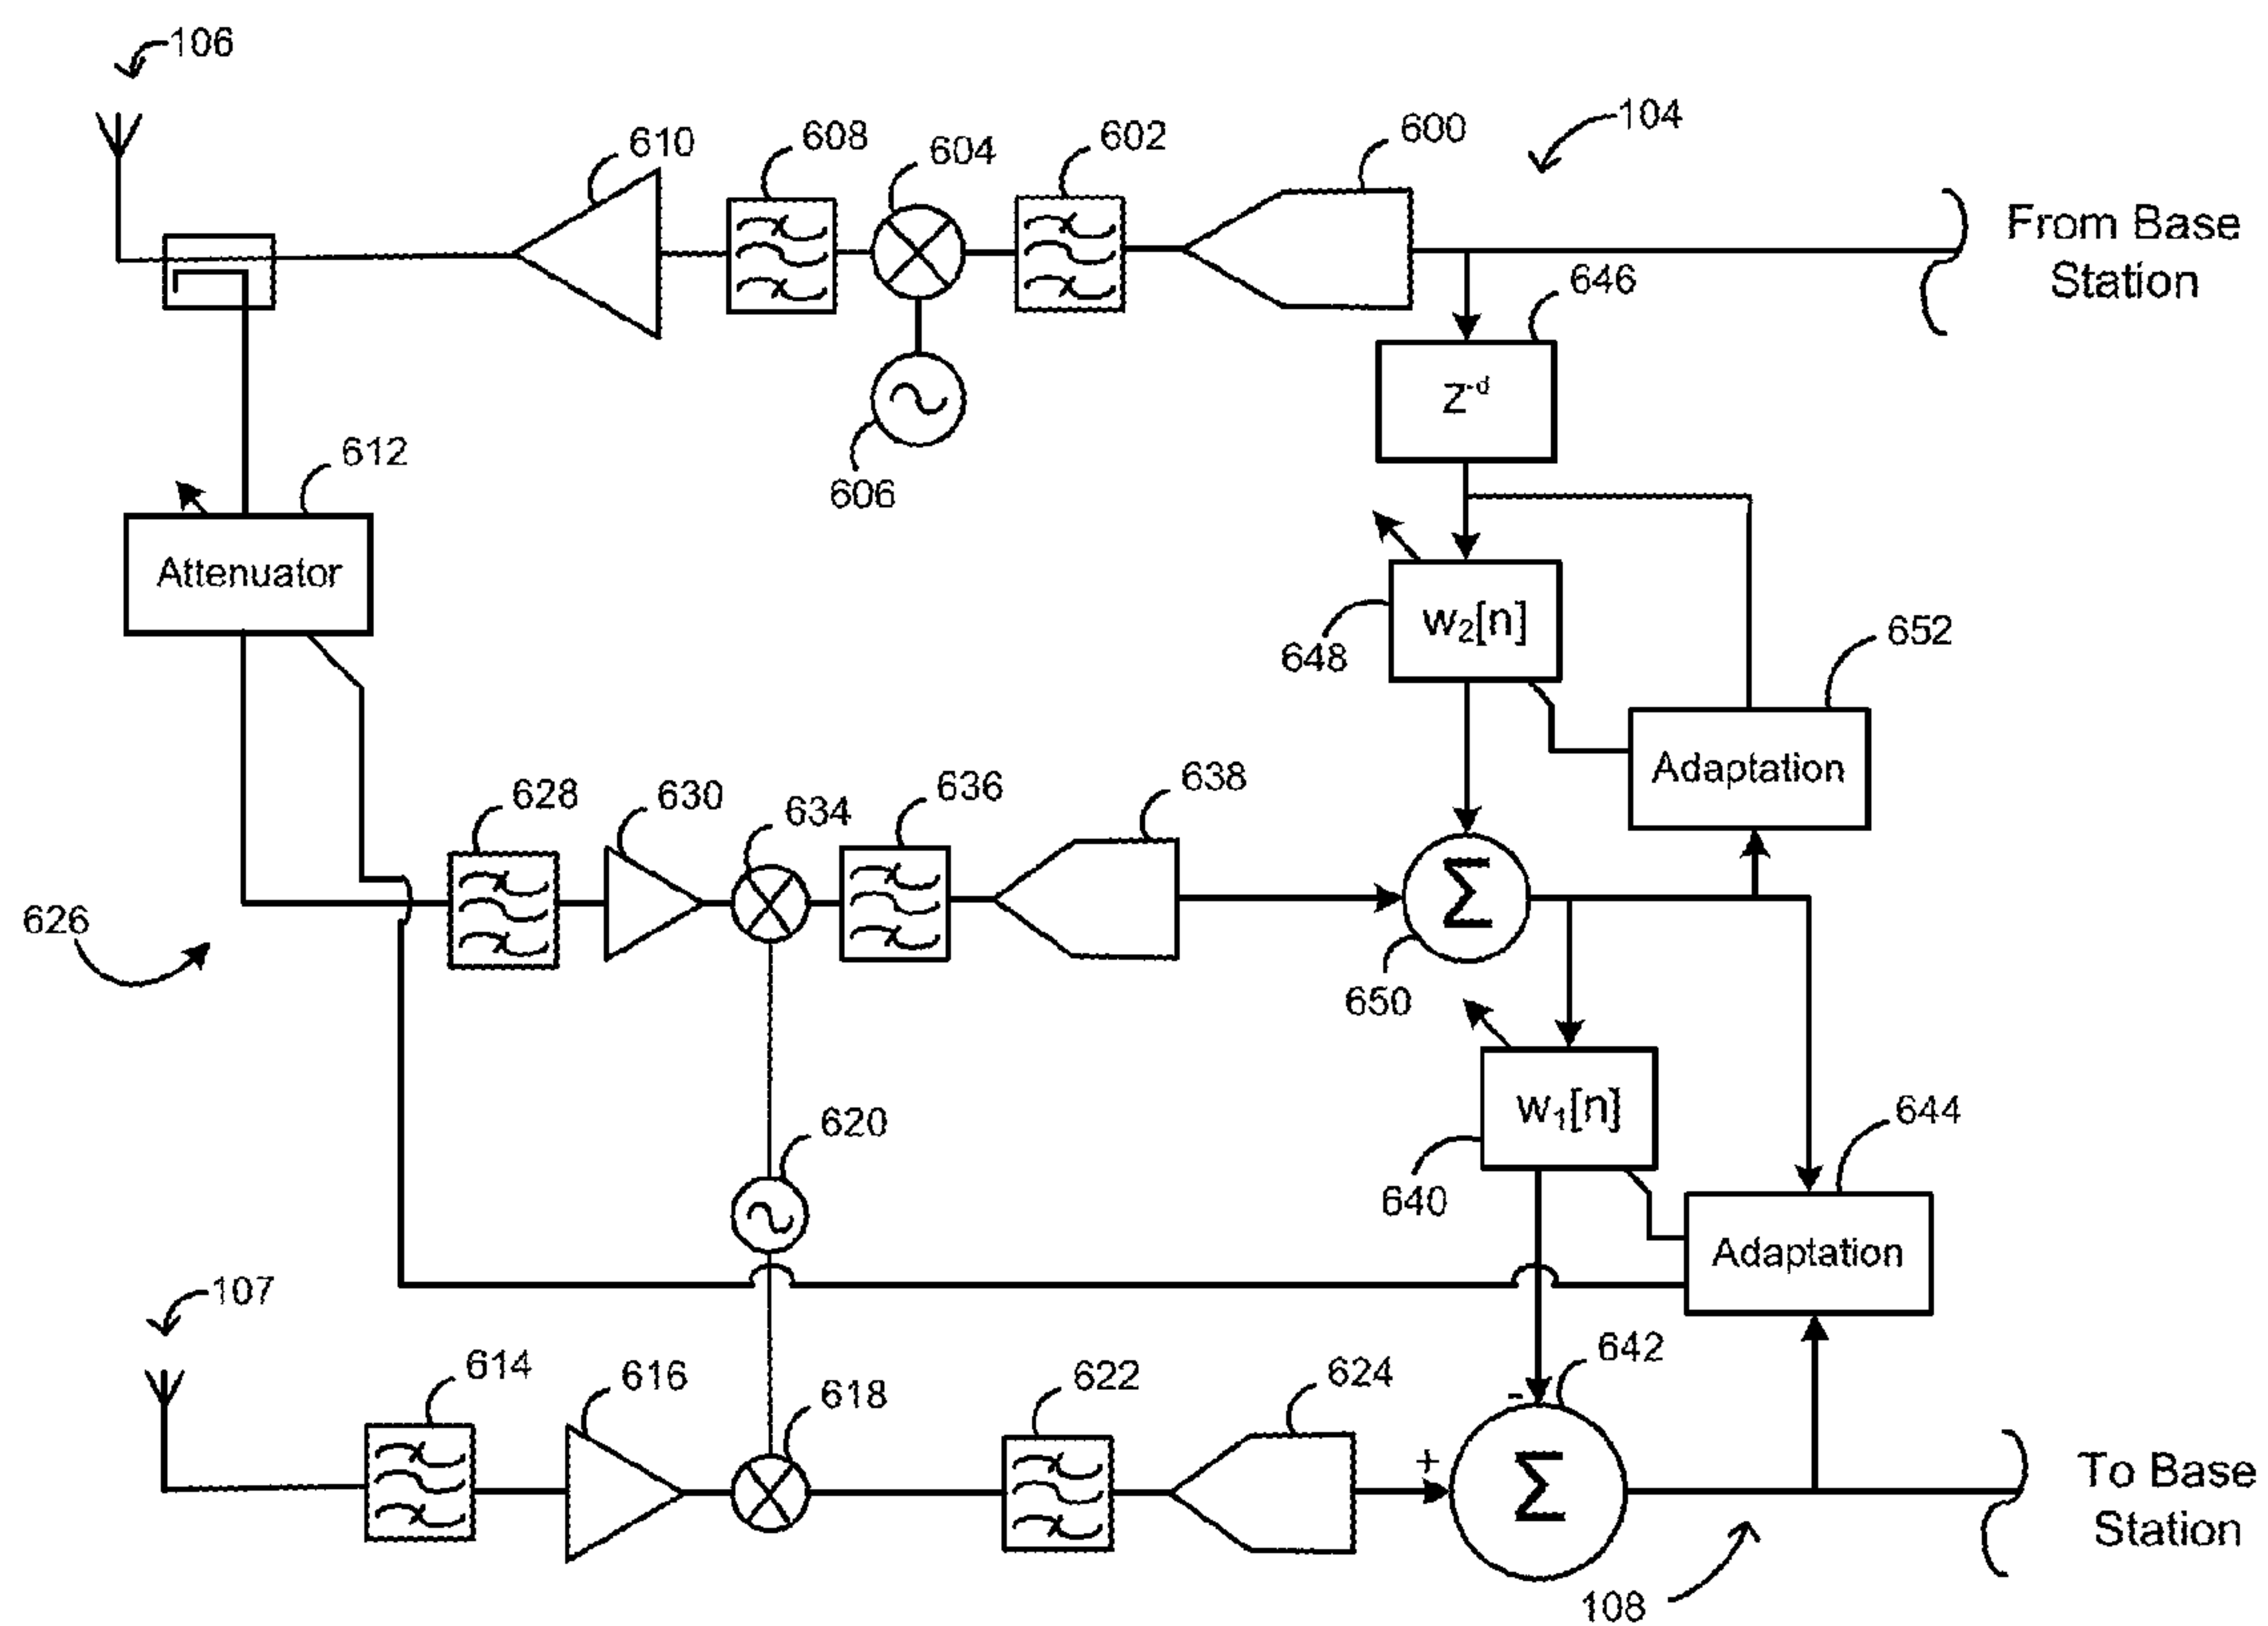 106
104
610
608
604
602
600
From Base
Station
646
Z-d
606
612
Attenuator
W2[n]
648
652
Adaptation
628
630
634
636
638
Σ
626
650
W1[n]
620
644
640
Adaptation
107
642
614
616
618
622
624
-
+
Σ
To Base
Station
108